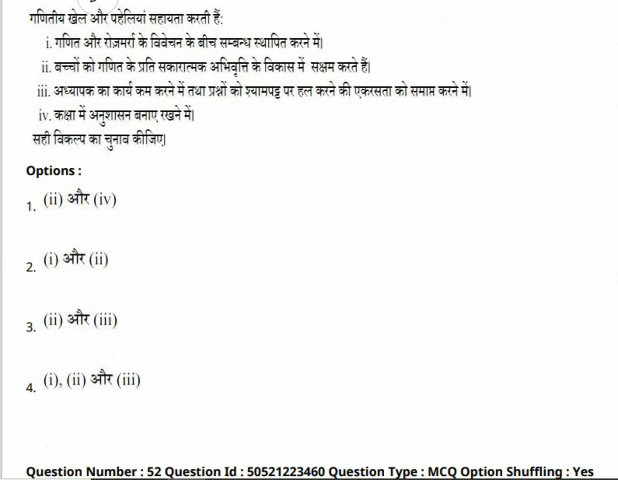 गणितीय खेल और पहेलियां सहायता करती हैं:
i. गणित और रोज़मर्रा के विवेचन के बीच सम्बन्ध स्थापित करने में|
ii. बच्चों को गणित के प्रति सकारात्मक अभिवृत्ति के विकास में सक्षम करते हैं|
iii. अध्यापक का कार्य कम करने में तथा प्रश्नों को श्यामपट्ट पर हल करने की एकरसता को समाप्त करने में|
iv. कक्षा में अनुशासन बनाए रखने में|
सही विकल्प का चुनाव कीजिए|
Options :
1. (ii) और (iv)
2. (i) और (ii)
3. (ii) और (iii)
4. (i), (ii) और (iii)
Question Number : 52 Question Id : 50521223460 Question Type : MCQ Option Shuffling : Yes